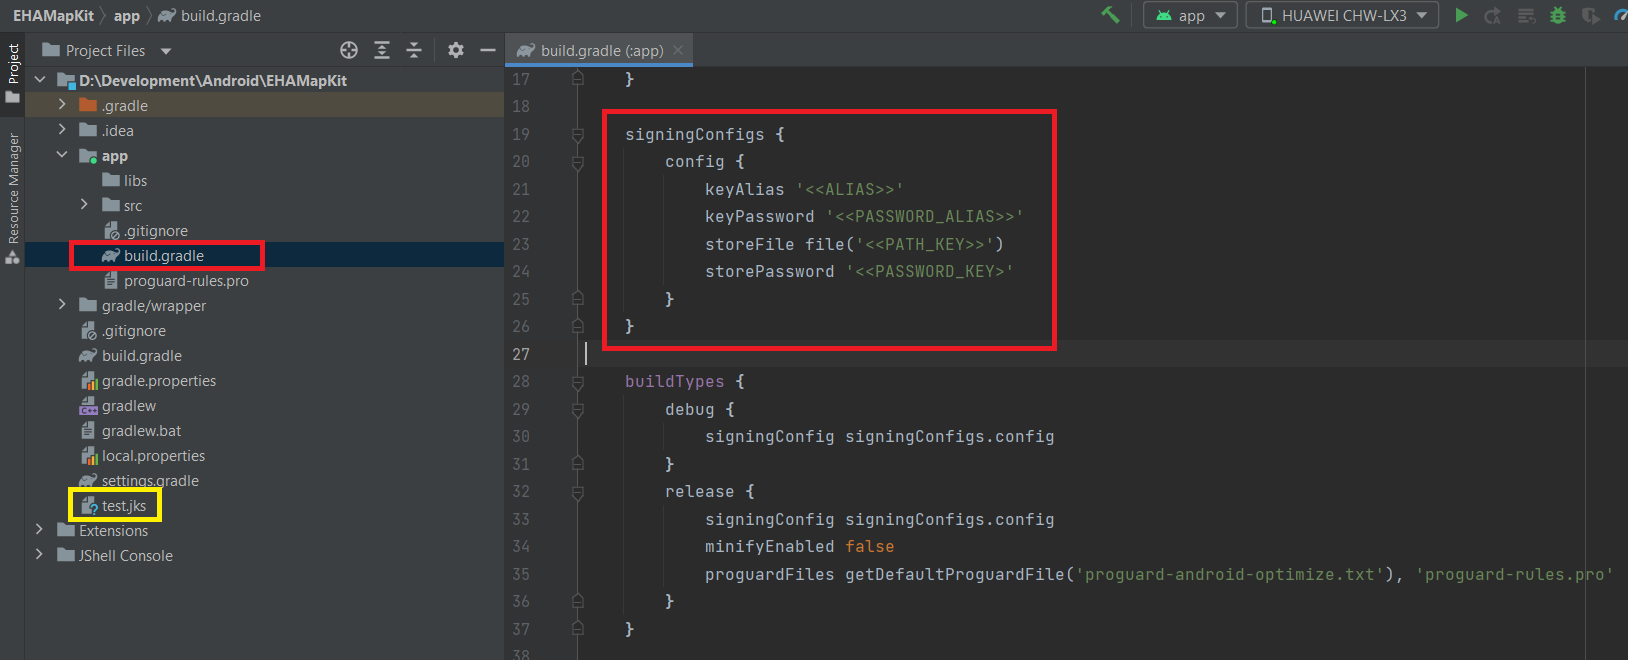 EHAMapKit app build.gradle
app HUAWEI CHW-LX3
Project
Resource Manager
Project Files
D:\Development\Android\EHAMapKit
.gradle
.idea
app
libs
src
.gitignore
build.gradle
proguard-rules.pro
gradle/wrapper
.gitignore
build.gradle
gradle.properties
gradlew
gradlew.bat
local.properties
settings.gradle
test.jks
Extensions
JShell Console
build.gradle (:app)
17 }
18
19 signingConfigs {
20 config {
21 keyAlias '<<ALIAS>>'
22 keyPassword '<<PASSWORD_ALIAS>>'
23 storeFile file('<<PATH_KEY>>')
24 storePassword '<<PASSWORD_KEY>'
25 }
26 }
27
28 buildTypes {
29 debug {
30 signingConfig signingConfigs.config
31 }
32 release {
33 signingConfig signingConfigs.config
34 minifyEnabled false
35 proguardFiles getDefaultProguardFile('proguard-android-optimize.txt'), 'proguard-rules.pro'
36 }
37 }
38